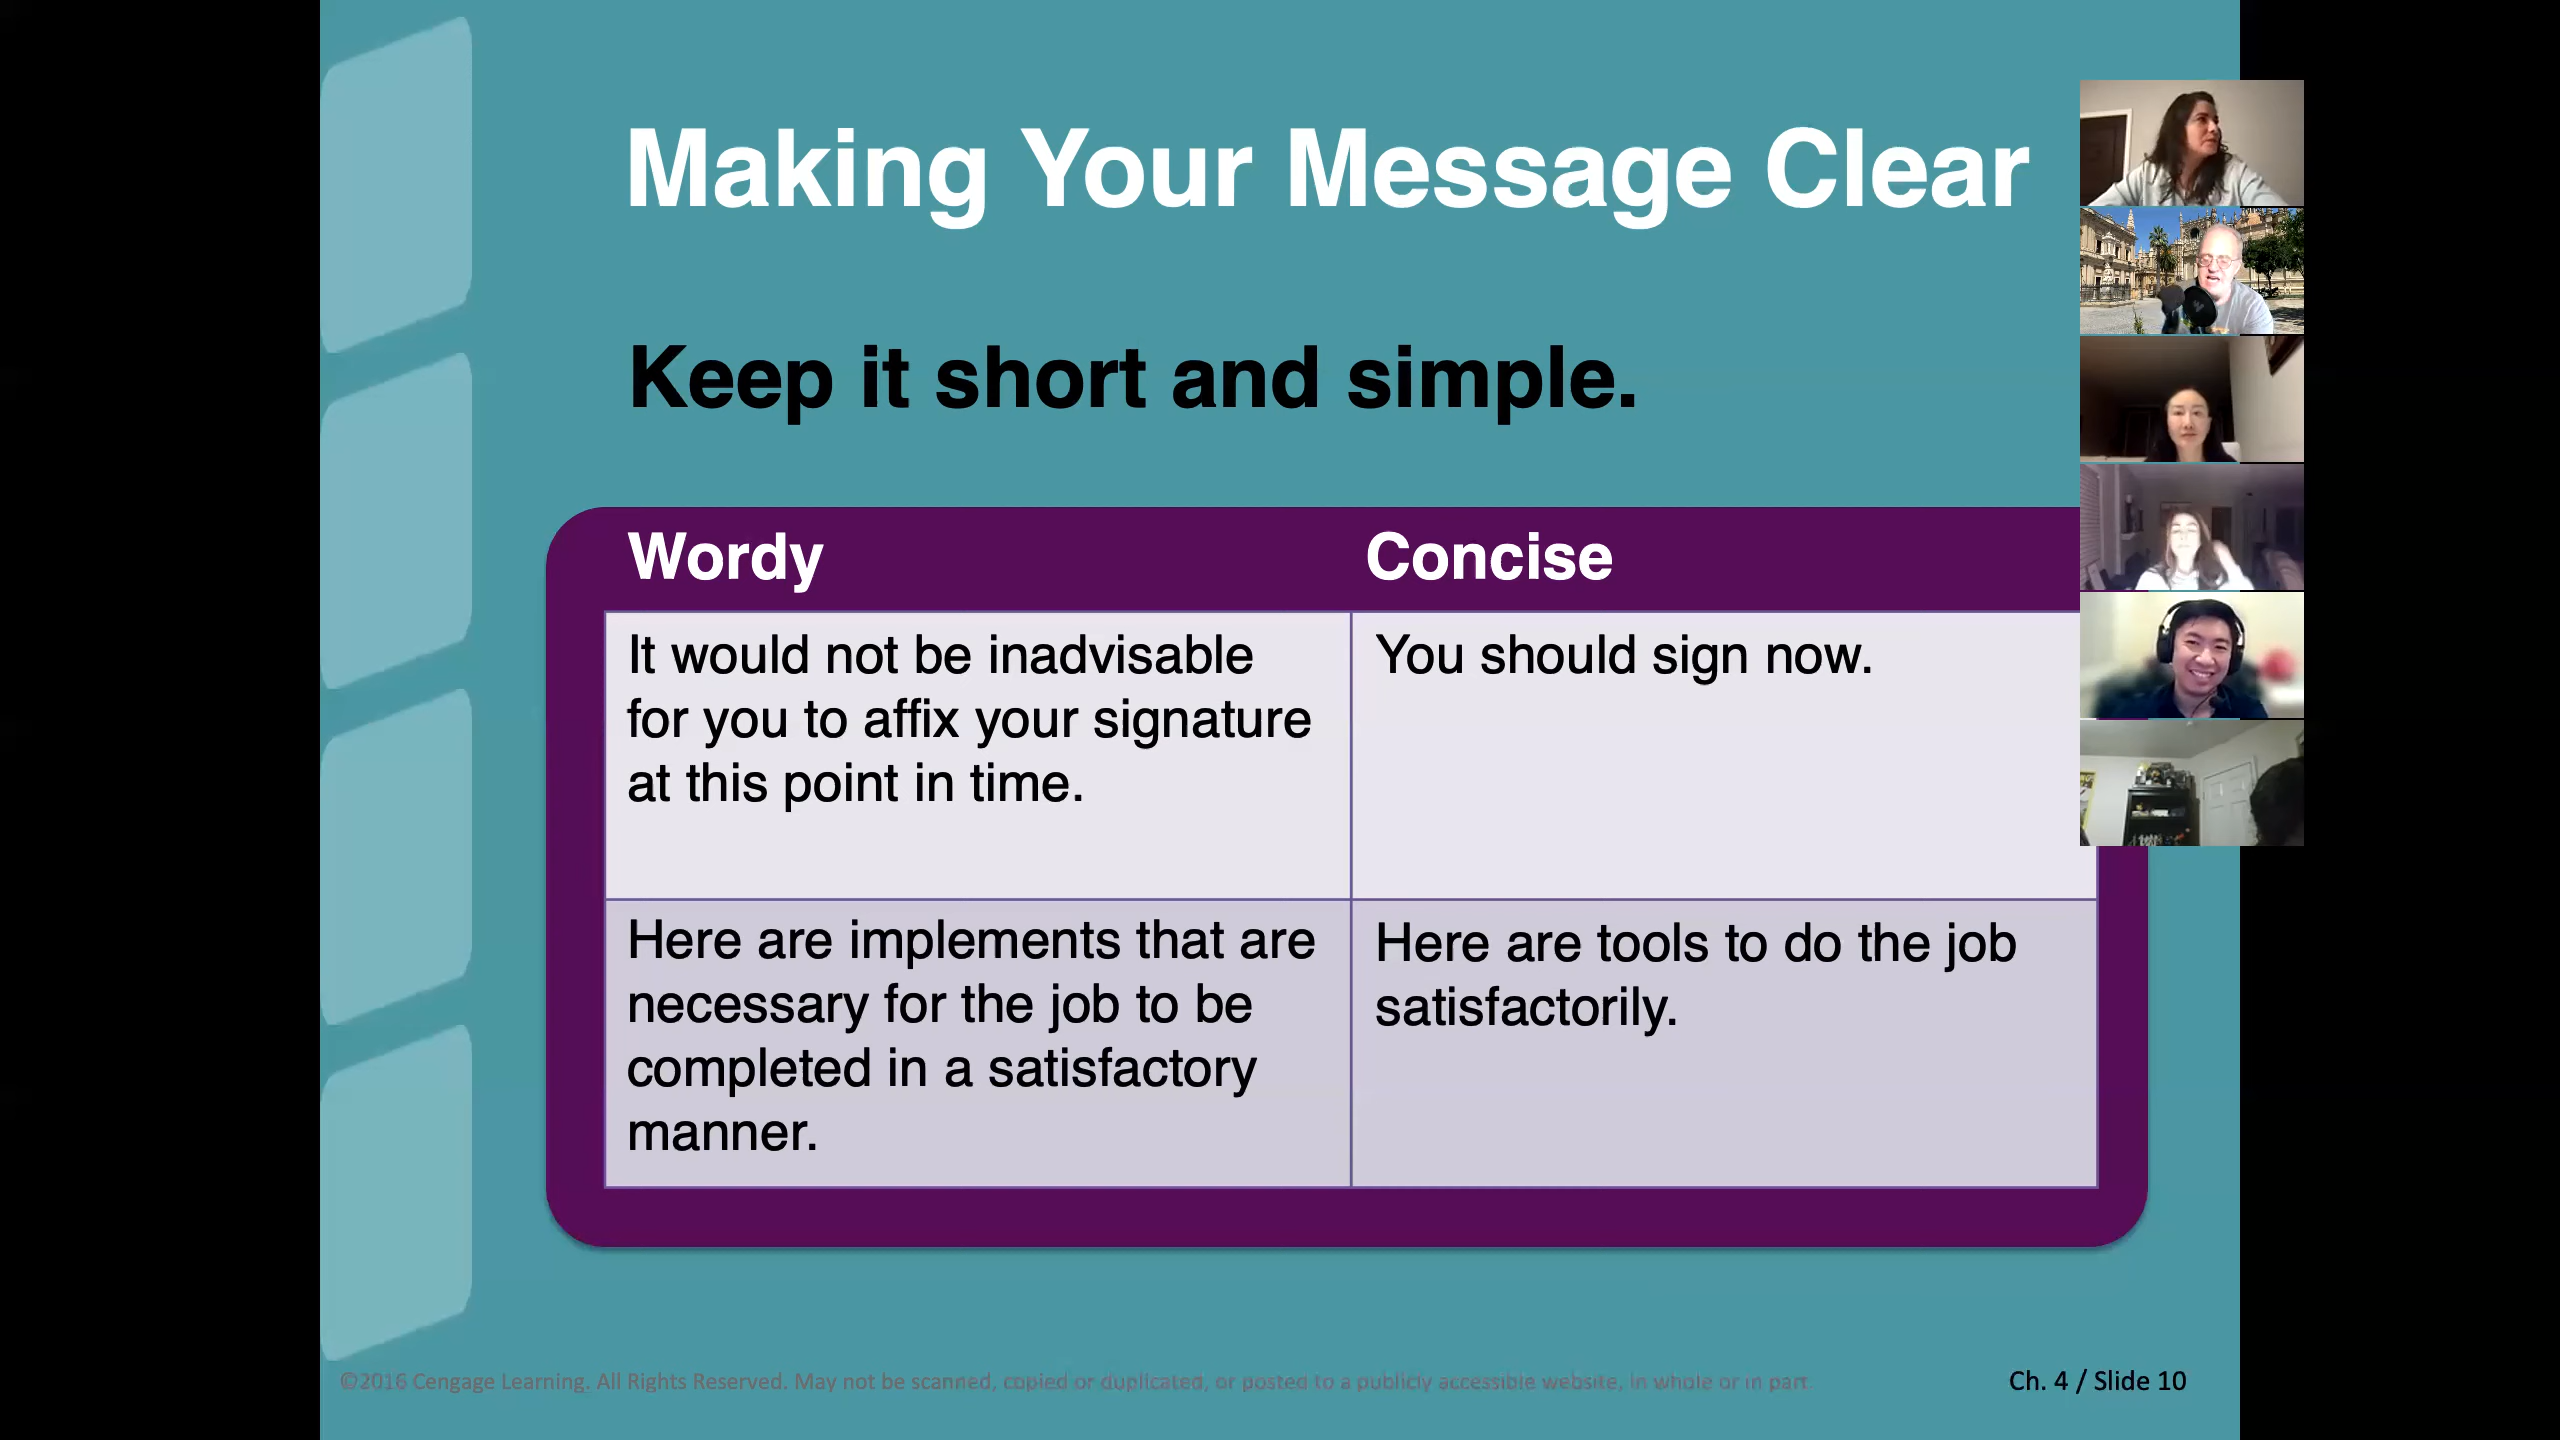 Making Your Message Clear
Keep it short and simple.
Wordy
Concise
It would not be inadvisable
for you to affix your signature
at this point in time.
You should sign now.
Here are implements that are
necessary for the job to be
completed in a satisfactory
manner.
Here are tools to do the job
satisfactorily.
©2016 Cengage Learning. All Rights Reserved. May not be scanned, copied or duplicated, or posted to a publicly accessible website, in whole or in part.
Ch. 4 / Slide 10